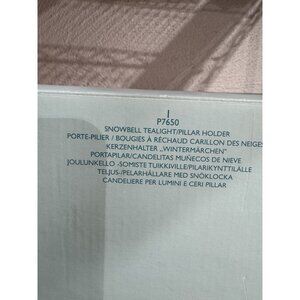 P7650
SNOWBELL TEALIGHT/PILLAR HOLDER
PORTE-PILIER / BOUGIES À RÉCHAUD CARILLON DES NEIGES
KERZENHALTER „WINTERMÄRCHEN"
PORTAPILAR/CANDELITAS MUÑECOS DE NIEVE
JOULUNKELLO -SOMISTE TUIKKIVILLE/PILARIKYNTTILÄLLE
TELJUS-/PELARHÅLLARE MED SNÖKLOCKA
CANDELIERE PER LUMINI E CERI PILLAR